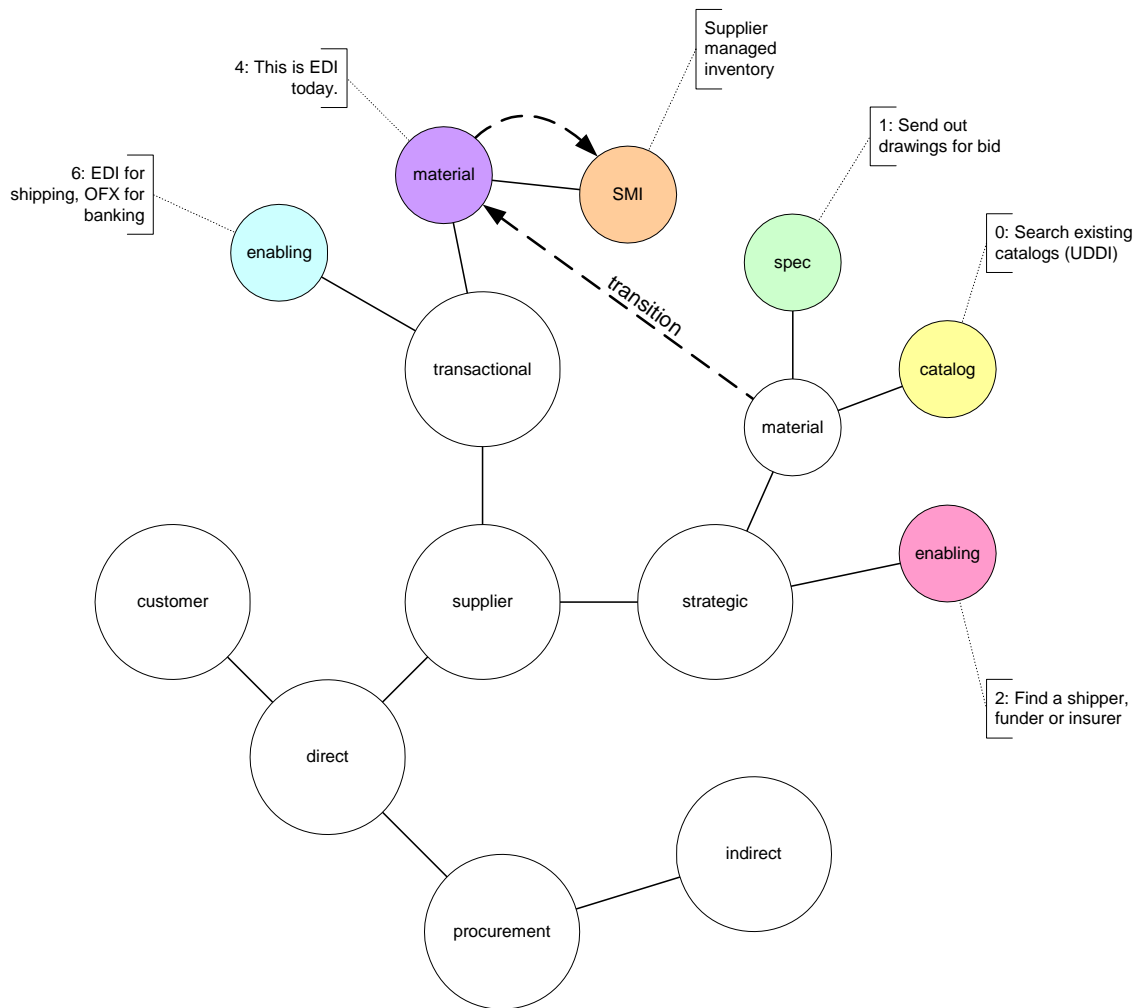 Supplier
managed
inventory
4: This is EDI
today.
1: Send out
drawings for bid
6: EDI for
shipping, OFX for
banking
material
SMI
0: Search existing
catalogs (UDDI)
enabling
spec
transition
transactional
catalog
material
enabling
customer
supplier
strategic
2: Find a shipper,
funder or insurer
direct
indirect
procurement